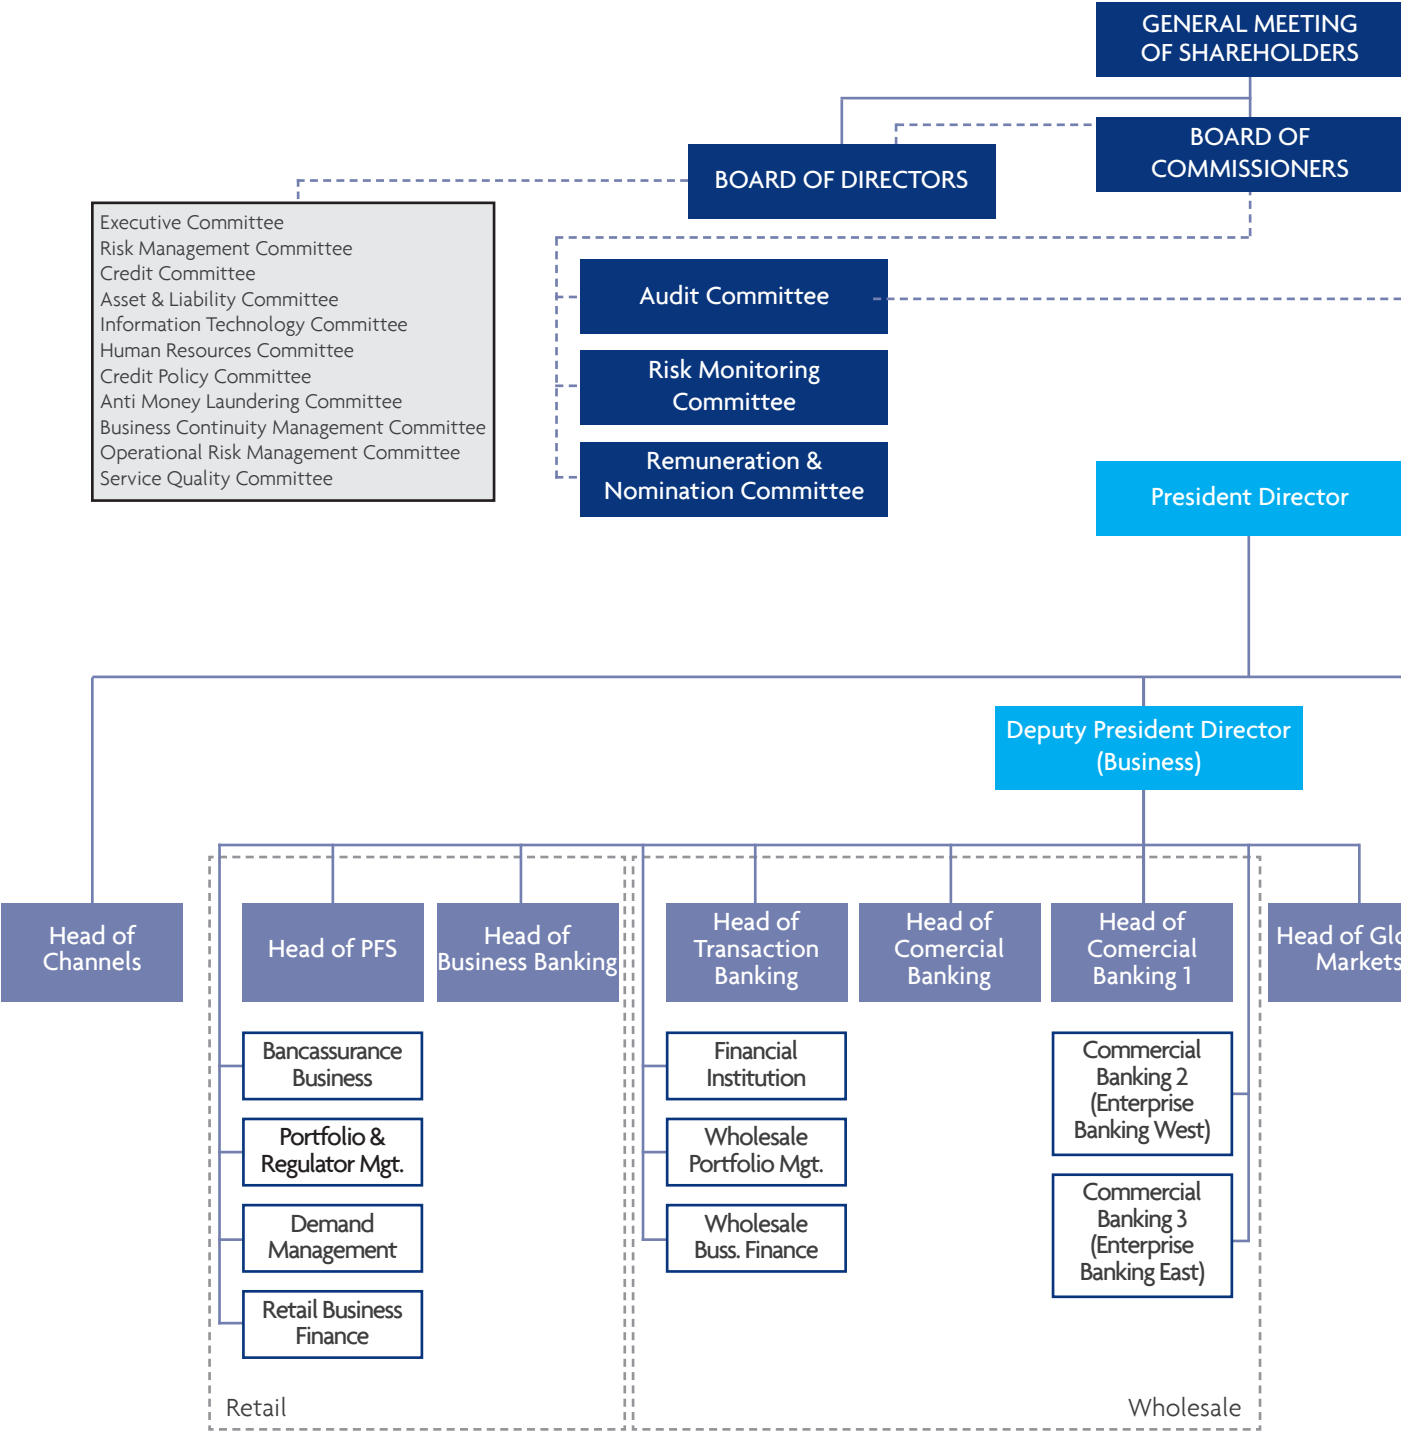 GENERAL MEETING
OF SHAREHOLDERS
BOARD OF
COMMISSIONERS
BOARD OF DIRECTORS
Executive Committee
Risk Management Committee
Credit Committee
Asset & Liability Committee
Information Technology Committee
Human Resources Committee
Credit Policy Committee
Anti Money Laundering Committee
Business Continuity Management Committee
Operational Risk Management Committee
Service Quality Committee
Audit Committee
Risk Monitoring
Committee
Remuneration &
Nomination Committee
President Director
Deputy President Director
(Business)
Head of
Channels
Head of PFS
Head of
Business Banking
Head of
Transaction
Banking
Head of
Comercial
Banking
Head of
Comercial
Banking 1
Head of Glo
Markets
Bancassurance
Business
Portfolio &
Regulator Mgt.
Demand
Management
Retail Business
Finance
Financial
Institution
Wholesale
Portfolio Mgt.
Wholesale
Buss. Finance
Commercial
Banking 2
(Enterprise
Banking West)
Commercial
Banking 3
(Enterprise
Banking East)
Retail
Wholesale